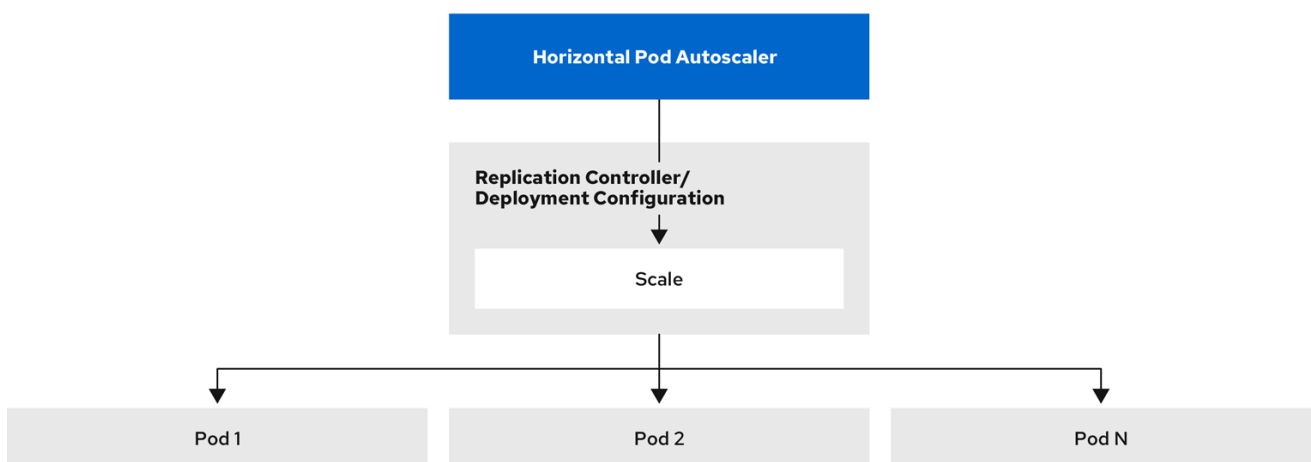 Horizontal Pod Autoscaler
Replication Controller/
Deployment Configuration
Scale
Pod 1
Pod 2
Pod N